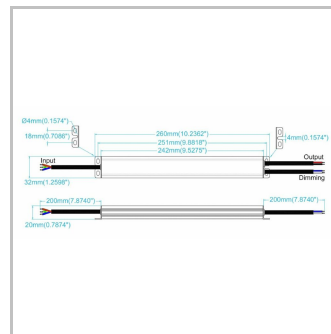 Ø4mm(0.1574")
18mm(0.7086")
260mm(10.2362")
251mm(9.8818")
242mm(9.5275")
4mm(0.1574")
Input
Output
Dimming
32mm(1.2598")
200mm(7.8740")
200mm(7.8740")
20mm(0.7874")